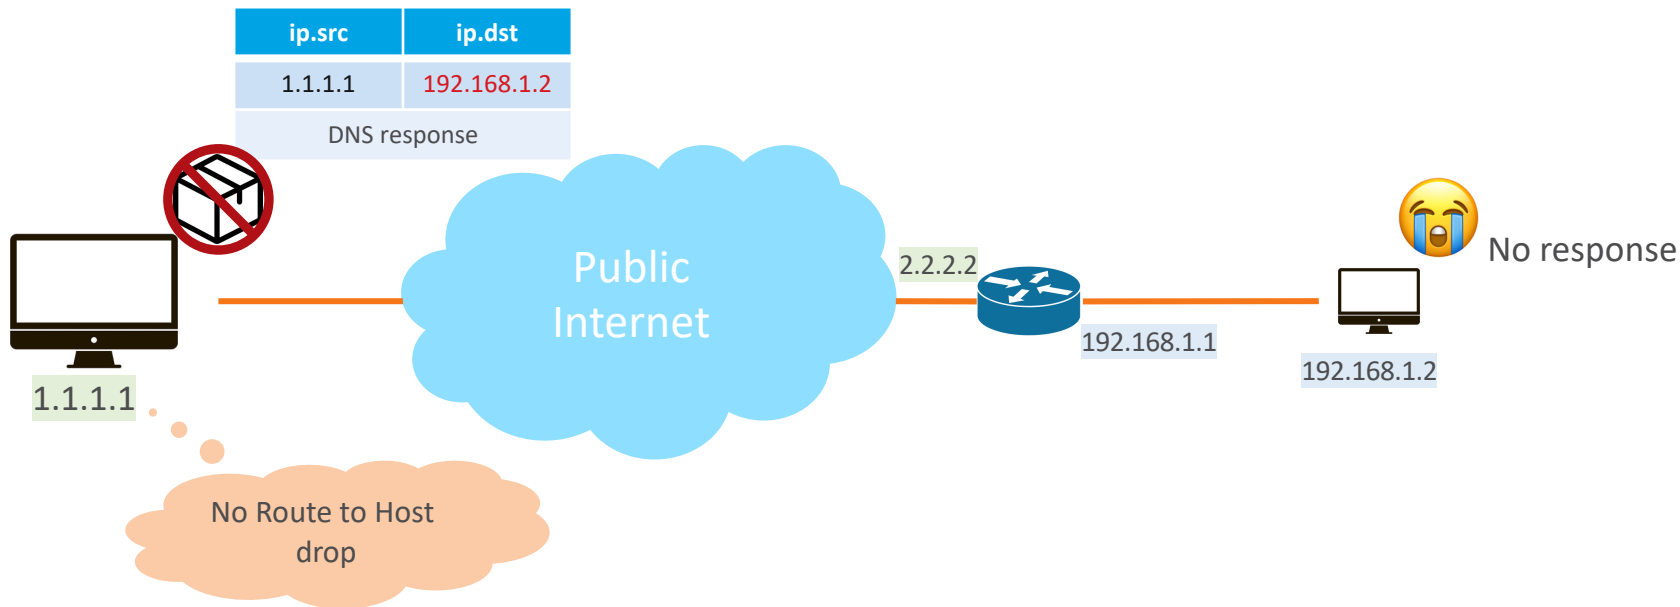 ip.src ip.dst
1.1.1.1 192.168.1.2
DNS response
Public
Internet
2.2.2.2
No response
192.168.1.1
192.168.1.2
1.1.1.1
No Route to Host
drop